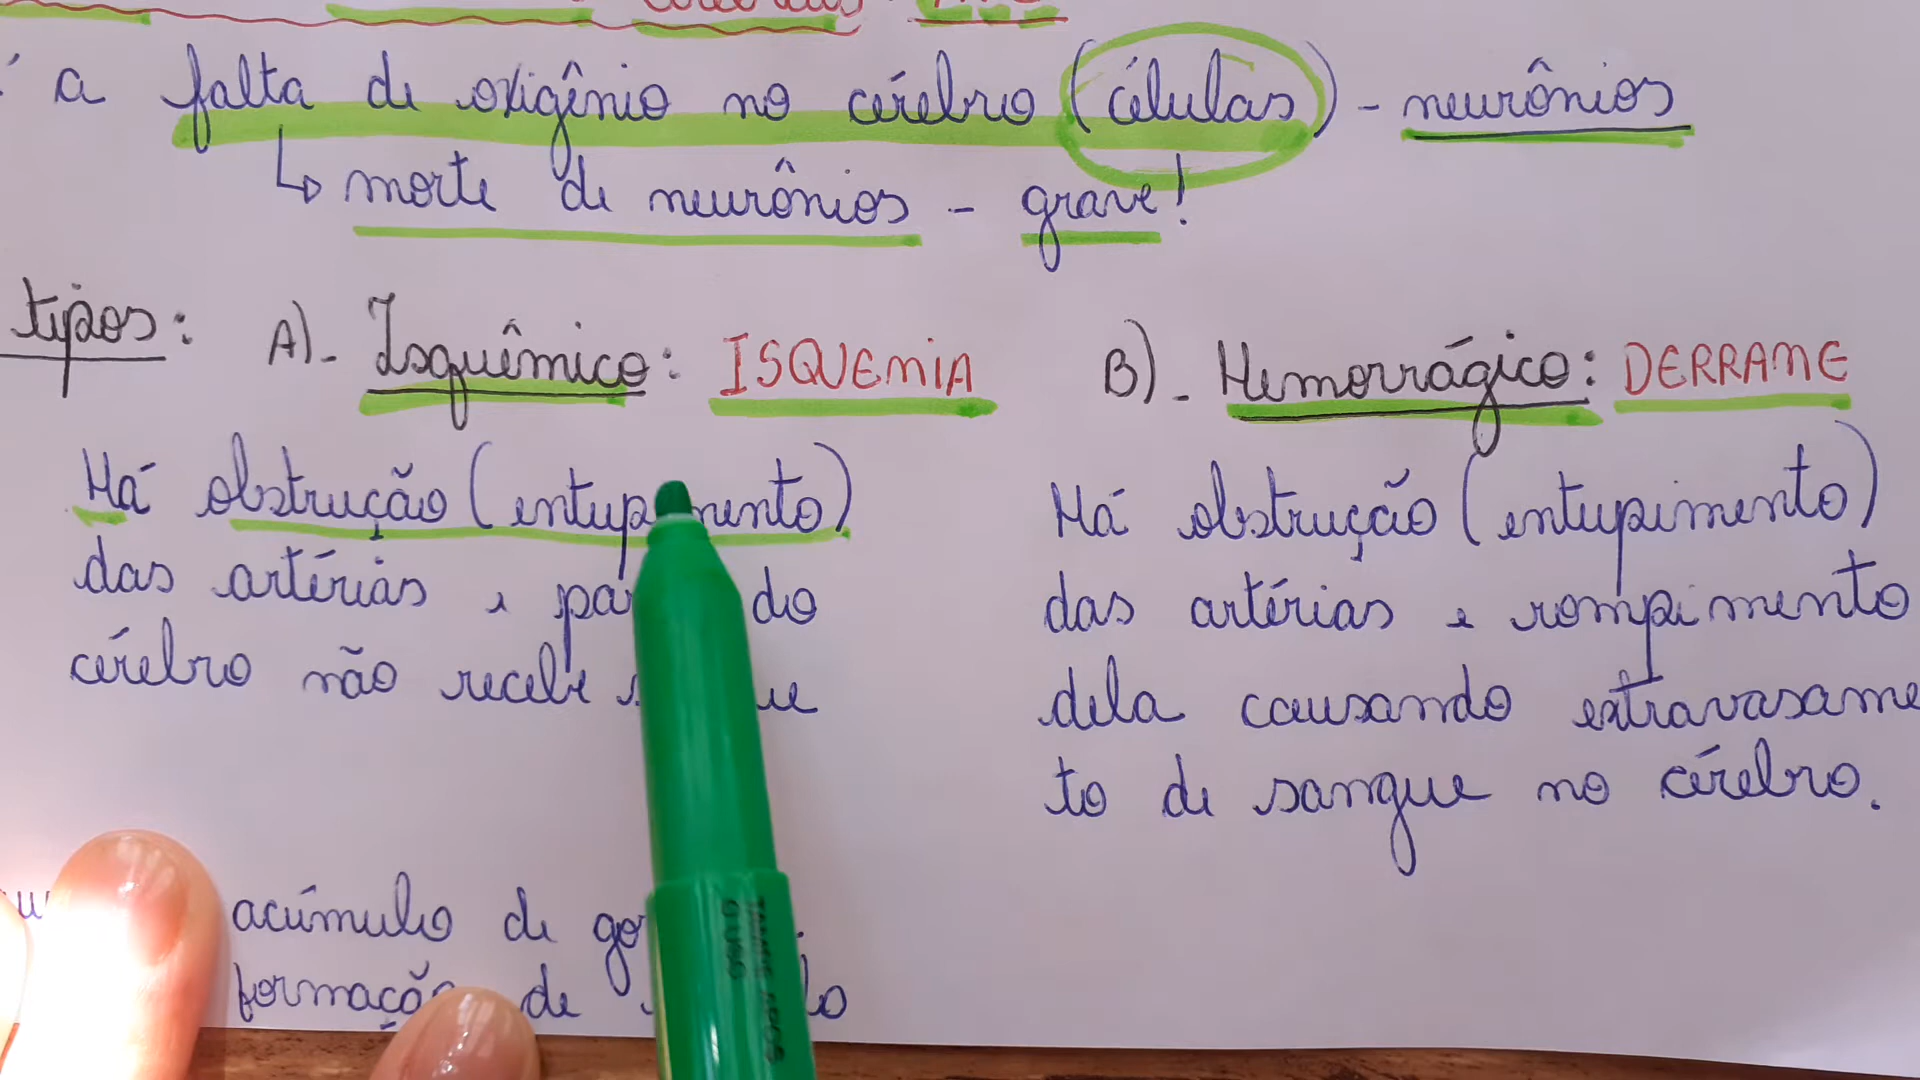 a falta de oxigênio no cérebro (células) - neurônios
↳ morte de neurônios - grave!
tipos: A)- Isquêmico: ISQUEMIA
Há obstrução (entupimento)
das artérias e do
cérebro não recebe
B)- Hemorrágico: DERRAME
Há obstrução (entupimento)
das artérias e rompimento
dela causando extravasame
to de sangue no cérebro.
acúmulo de
formação de